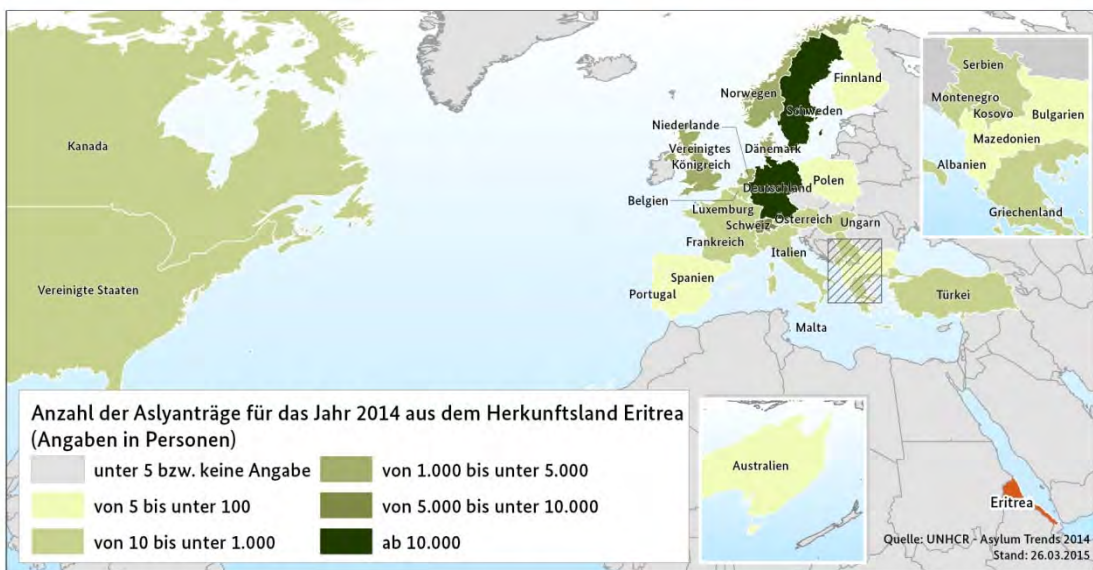 Kanada
Vereinigte Staaten
Norwegen
Finnland
Schweden
Niederlande
Vereinigtes
Königreich
Dänemark
Deutschland
Polen
Belgien
Luxemburg
Schweiz
Österreich
Ungarn
Frankreich
Italien
Spanien
Portugal
Malta
Türkei
Serbien
Montenegro
Kosovo
Bulgarien
Mazedonien
Albanien
Griechenland
Anzahl der Aslyanträge für das Jahr 2014 aus dem Herkunftsland Eritrea
(Angaben in Personen)
unter 5 bzw. keine Angabe
von 5 bis unter 100
von 10 bis unter 1.000
von 1.000 bis unter 5.000
von 5.000 bis unter 10.000
ab 10.000
Australien
Eritrea
Quelle: UNHCR - Asylum Trends 2014
Stand: 26.03.2015